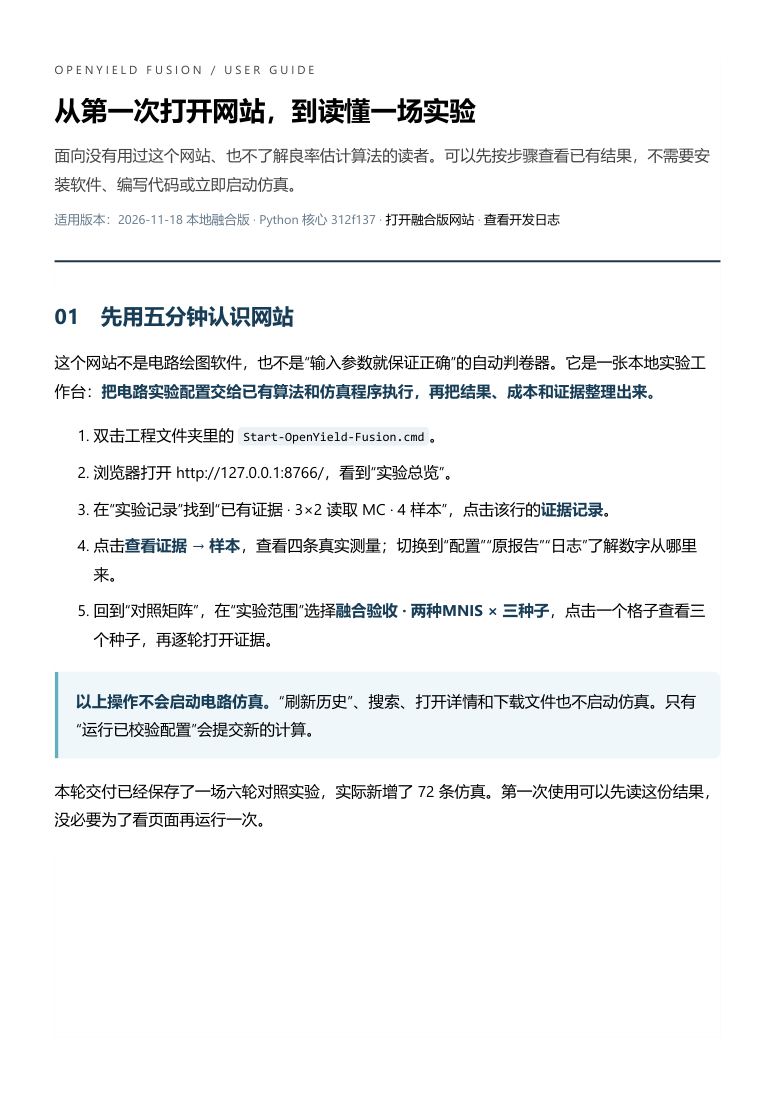 OPENYIELD FUSION / USER GUIDE
从第一次打开网站，到读懂一场实验
面向没有用过这个网站、也不了解良率估计算法的读者。可以先按步骤查看已有结果，不需要安
装软件、编写代码或立即启动仿真。
适用版本：2026-11-18 本地融合版 · Python 核心 312f137 · 打开融合版网站 · 查看开发日志
01 先用五分钟认识网站
这个网站不是电路绘图软件，也不是“输入参数就保证正确”的自动判卷器。它是一张本地实验工
作台：把电路实验配置交给已有算法和仿真程序执行，再把结果、成本和证据整理出来。
1. 双击工程文件夹里的 Start-OpenYield-Fusion.cmd 。
2. 浏览器打开 http://127.0.0.1:8766/，看到“实验总览”。
3. 在“实验记录”找到“已有证据 · 3×2 读取 MC · 4 样本”，点击该行的证据记录。
4. 点击查看证据 → 样本，查看四条真实测量；切换到“配置”“原报告”“日志”了解数字从哪里
来。
5. 回到“对照矩阵”，在“实验范围”选择融合验收 · 两种MNIS × 三种子，点击一个格子查看三
个种子，再逐轮打开证据。
以上操作不会启动电路仿真。“刷新历史”、搜索、打开详情和下载文件也不启动仿真。只有
“运行已校验配置”会提交新的计算。
本轮交付已经保存了一场六轮对照实验，实际新增了 72 条仿真。第一次使用可以先读这份结果，
没必要为了看页面再运行一次。